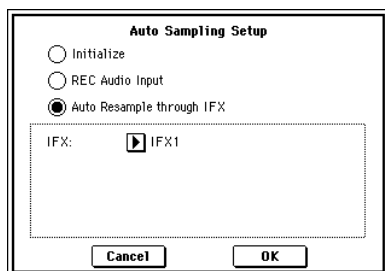 Auto Sampling Setup
Initialize
REC Audio Input
Auto Resample through IFX
IFX: IFX1
Cancel OK